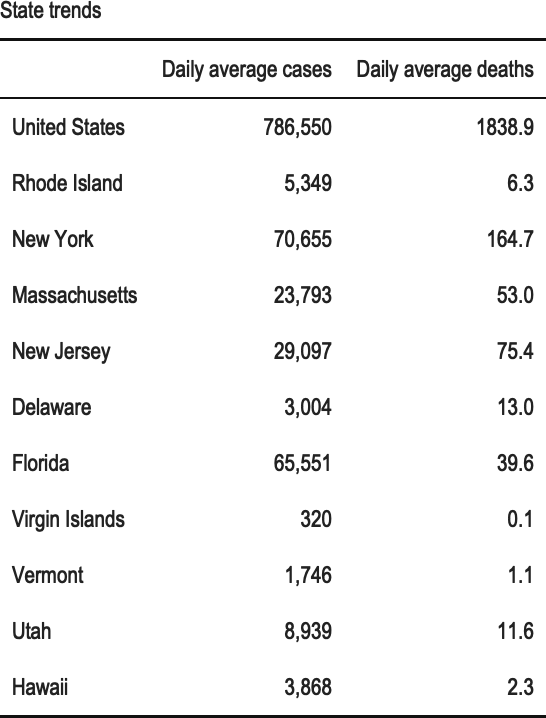 State trends
Daily average cases Daily average deaths
United States 786,550 1838.9
Rhode Island 5,349 6.3
New York 70,655 164.7
Massachusetts 23,793 53.0
New Jersey 29,097 75.4
Delaware 3,004 13.0
Florida 65,551 39.6
Virgin Islands 320 0.1
Vermont 1,746 1.1
Utah 8,939 11.6
Hawaii 3,868 2.3